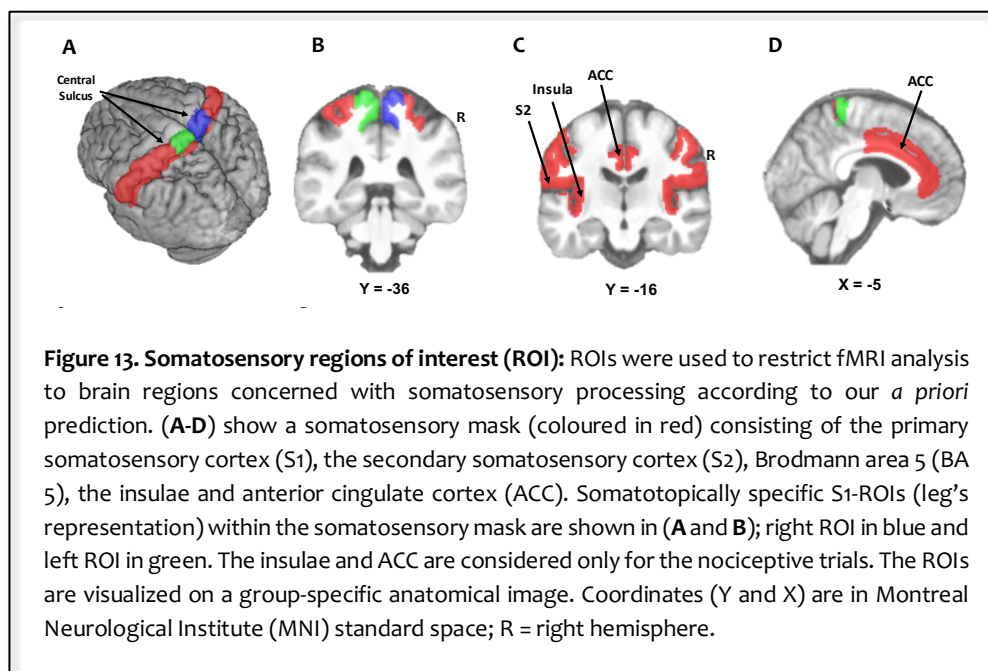 A
B
C
D
Central
Sulcus
ACC
Insula
S2
ACC
R
R
Y = -36
Y = -16
X = -5
Figure 13. Somatosensory regions of interest (ROI): ROIs were used to restrict fMRI analysis
to brain regions concerned with somatosensory processing according to our a priori
prediction. (A-D) show a somatosensory mask (coloured in red) consisting of the primary
somatosensory cortex (S1), the secondary somatosensory cortex (S2), Brodmann area 5 (BA
5), the insulae and anterior cingulate cortex (ACC). Somatotopically specific S1-ROIs (leg's
representation) within the somatosensory mask are shown in (A and B); right ROI in blue and
left ROI in green. The insulae and ACC are considered only for the nociceptive trials. The ROIs
are visualized on a group-specific anatomical image. Coordinates (Y and X) are in Montreal
Neurological Institute (MNI) standard space; R = right hemisphere.